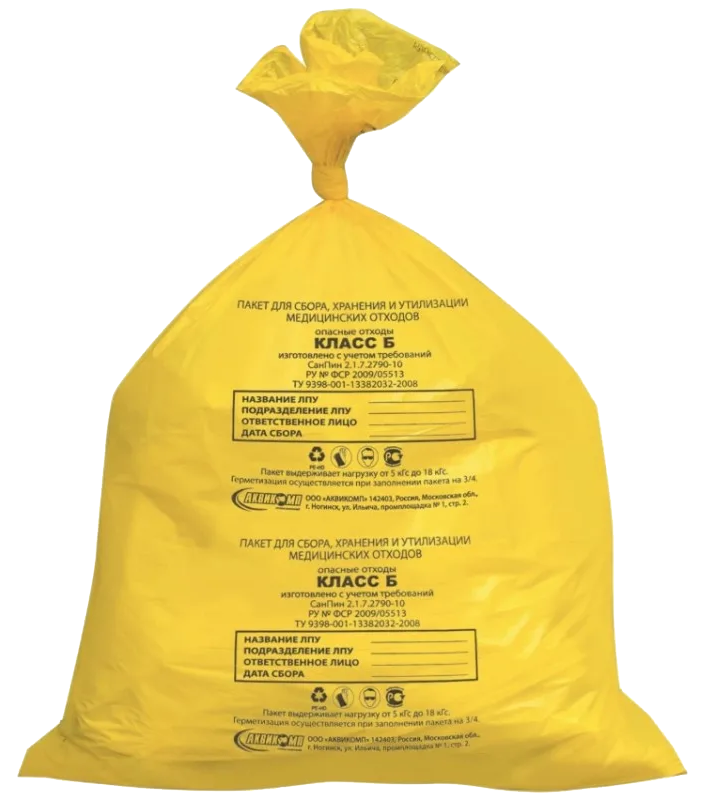 ПАКЕТ ДЛЯ СБОРА, ХРАНЕНИЯ И УТИЛИЗАЦИИ
МЕДИЦИНСКИХ ОТХОДОВ
опасные отходы
КЛАСС Б
изготовлено с учетом требований
СанПин 2.1.7.2790-10
РУ № ФСР 2009/05513
ТУ 9398-001-13382032-2008
НАЗВАНИЕ ЛПУ
ПОДРАЗДЕЛЕНИЕ ЛПУ
ОТВЕТСТВЕННОЕ ЛИЦО
ДАТА СБОРА
PE-HD
Пакет выдерживает нагрузку от 5 кГс до 18 кГс.
Герметизация осуществляется при заполнении пакета на 3/4.
АКВИКОМП
ООО «АКВИКОМП» 142403, Россия, Московская обл.,
г. Ногинск, ул. Ильича, промплощадка № 1, стр. 2.
ПАКЕТ ДЛЯ СБОРА, ХРАНЕНИЯ И УТИЛИЗАЦИИ
МЕДИЦИНСКИХ ОТХОДОВ
опасные отходы
КЛАСС Б
изготовлено с учетом требований
СанПин 2.1.7.2790-10
РУ № ФСР 2009/05513
ТУ 9398-001-13382032-2008
НАЗВАНИЕ ЛПУ
ПОДРАЗДЕЛЕНИЕ ЛПУ
ОТВЕТСТВЕННОЕ ЛИЦО
ДАТА СБОРА
PE-HD
Пакет выдерживает нагрузку от 5 кГс до 18 кГс.
Герметизация осуществляется при заполнении пакета на 3/4.
АКВИКОМП
ООО «АКВИКОМП» 142403, Россия, Московская обл.,
г. Ногинск, ул. Ильича, промплощадка № 1, стр. 2.